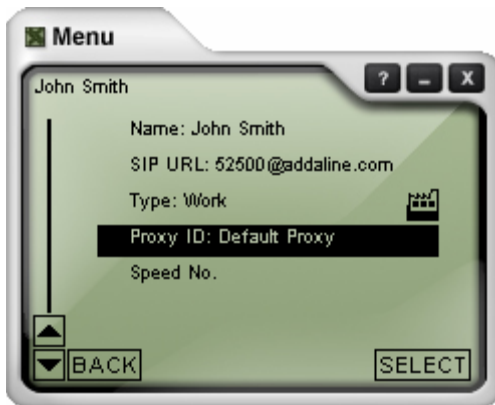 Menu
? - X
John Smith
Name: John Smith
SIP URL: 52500@addaline.com
Type: Work
Proxy ID: Default Proxy
Speed No.
BACK SELECT